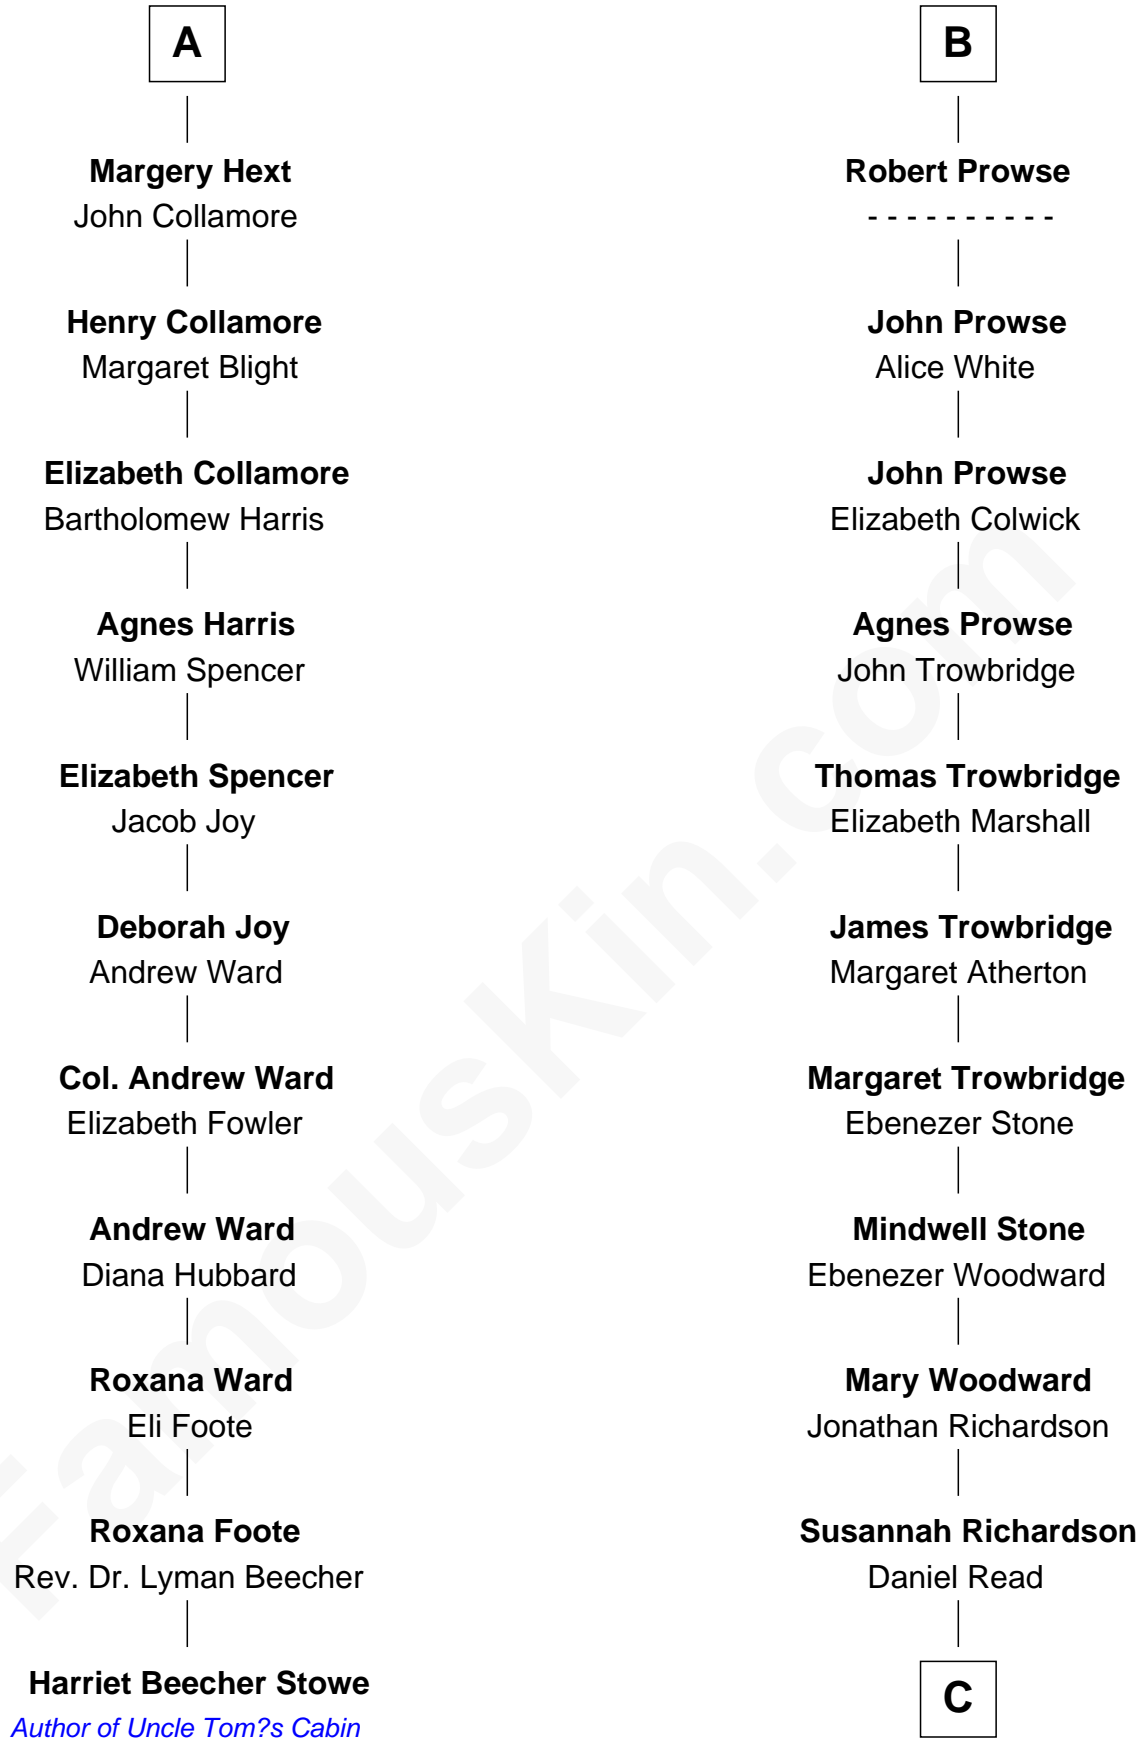 A
Margery Hext
John Collamore
Henry Collamore
Margaret Blight
Elizabeth Collamore
Bartholomew Harris
Agnes Harris
William Spencer
Elizabeth Spencer
Jacob Joy
Deborah Joy
Andrew Ward
Col. Andrew Ward
Elizabeth Fowler
Andrew Ward
Diana Hubbard
Roxana Ward
Eli Foote
Roxana Foote
Rev. Dr. Lyman Beecher
Harriet Beecher Stowe
Author of Uncle Tom?s Cabin
B
Robert Prowse
- - - - - - - - - -
John Prowse
Alice White
John Prowse
Elizabeth Colwick
Agnes Prowse
John Trowbridge
Thomas Trowbridge
Elizabeth Marshall
James Trowbridge
Margaret Atherton
Margaret Trowbridge
Ebenezer Stone
Mindwell Stone
Ebenezer Woodward
Mary Woodward
Jonathan Richardson
Susannah Richardson
Daniel Read
C
FamousKin.com